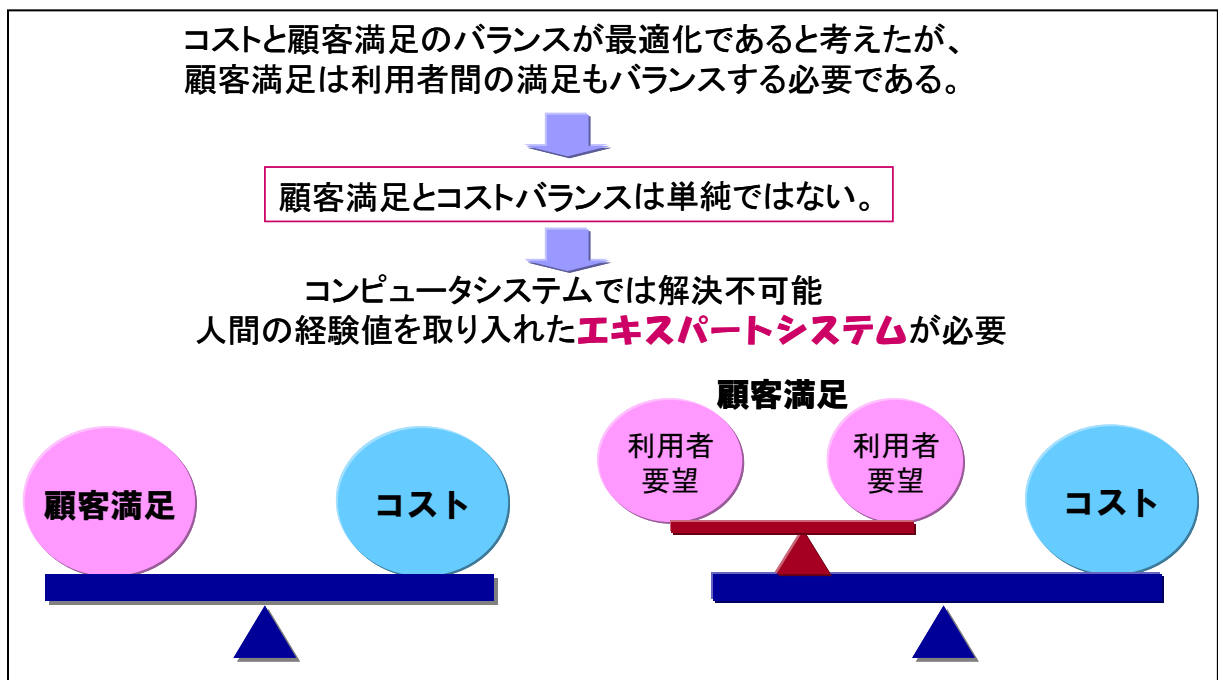 コストと顧客満足のバランスが最適化であると考えたが、
顧客満足は利用者間の満足もバランスする必要である。
顧客満足とコストバランスは単純ではない。
コンピュータシステムでは解決不可能
人間の経験値を取り入れたエキスパートシステムが必要
顧客満足
コスト
顧客満足
利用者
要望
利用者
要望
コスト